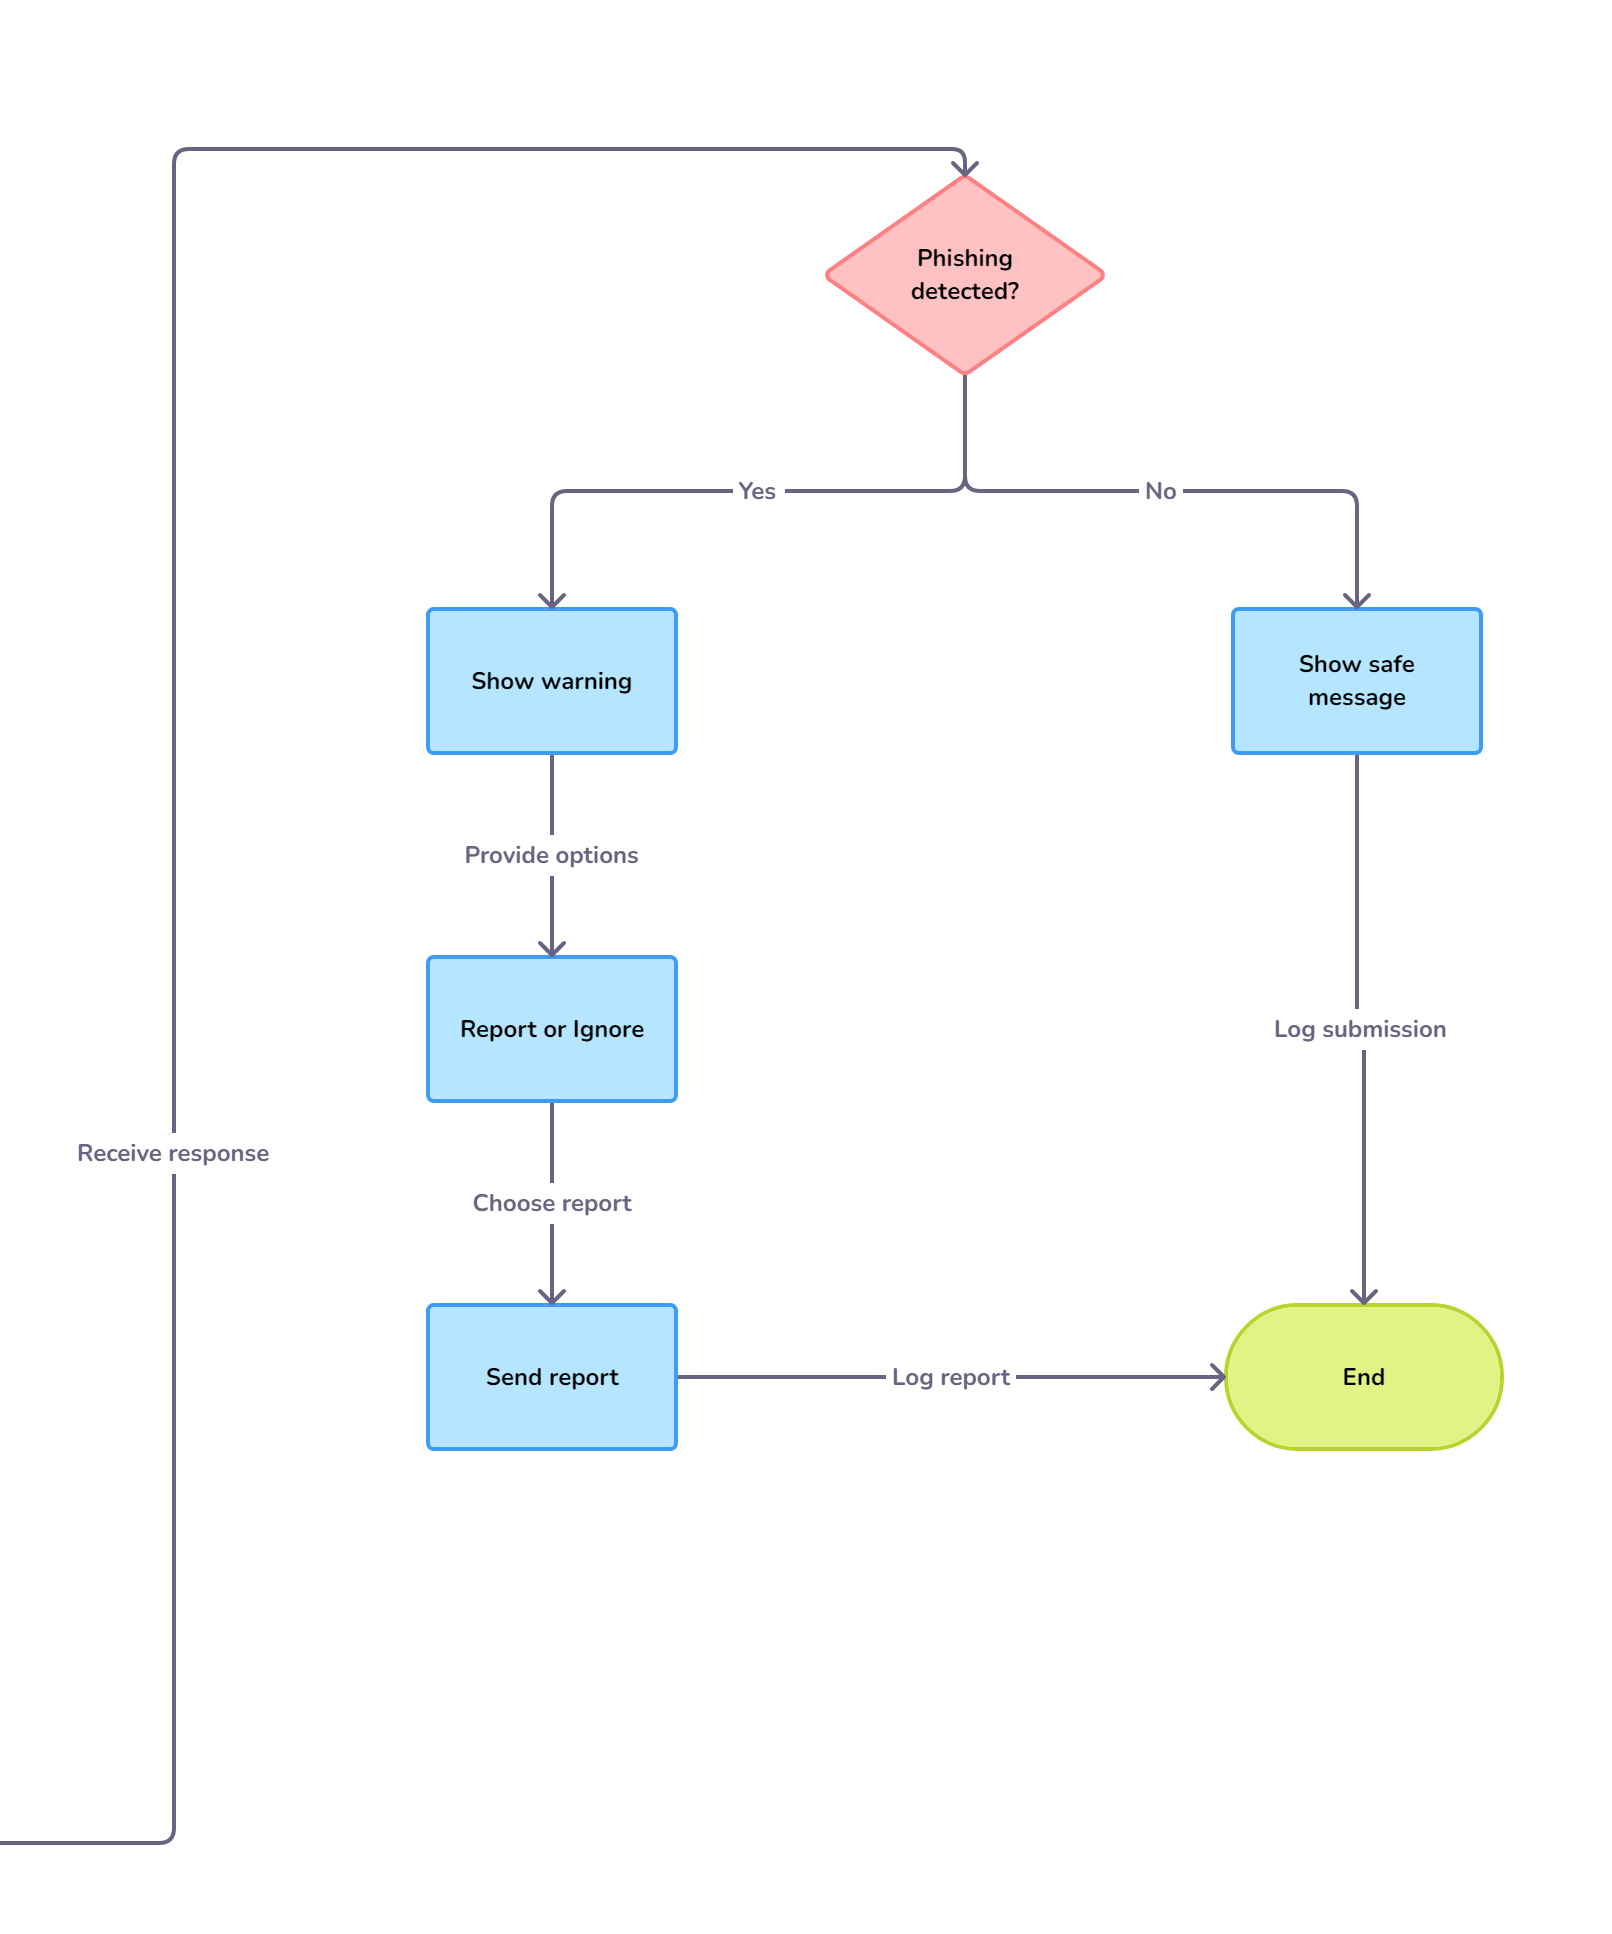 Phishing
detected?
Yes
No
Show warning
Show safe
message
Provide options
Report or Ignore
Log submission
Receive response
Choose report
Send report
Log report
End